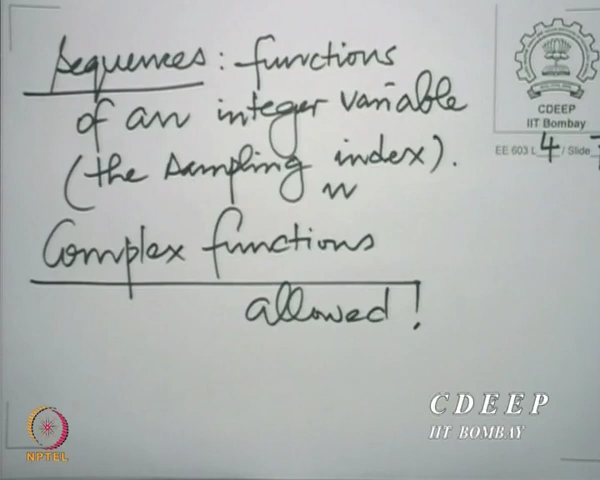 Sequences : functions
of an integer variable
(the sampling index).
n
Complex functions
allowed !
CDEEP
IIT Bombay
EE 603 L 4 / Slide
CDEEP
IIT BOMBAY
NPTEL